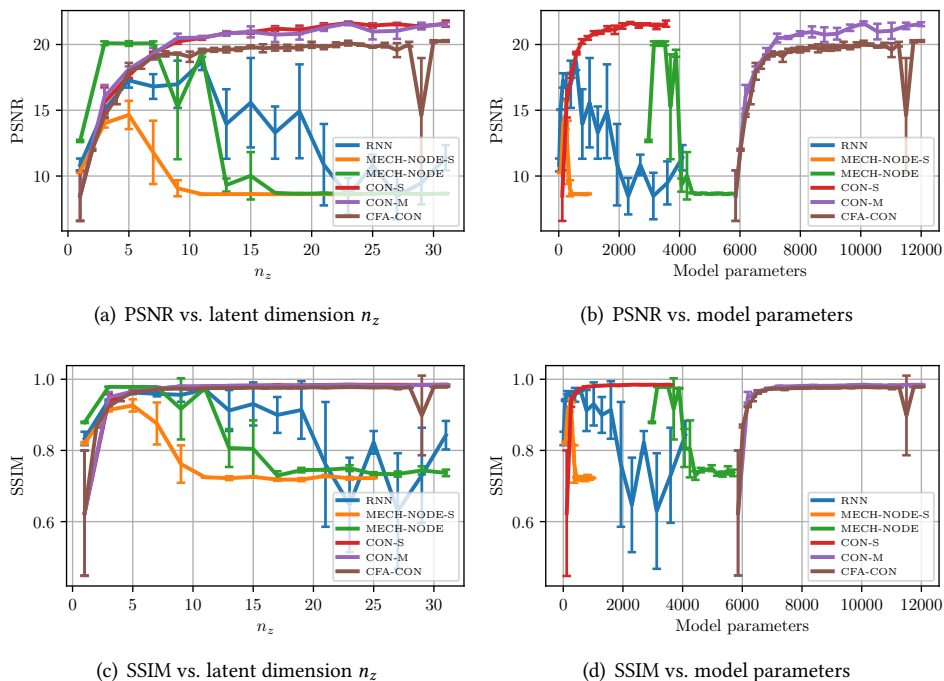 PSNR
20
15
10
0
5
10
15
20
25
30
n_z
RNN
MECH-NODE-S
MECH-NODE
CON-S
CON-M
CFA-CON
(a) PSNR vs. latent dimension n_z
PSNR
20
15
10
0
2000
4000
6000
8000
10000
12000
Model parameters
RNN
MECH-NODE-S
MECH-NODE
CON-S
CON-M
CFA-CON
(b) PSNR vs. model parameters
SSIM
1.0
0.8
0.6
0
5
10
15
20
25
30
n_z
RNN
MECH-NODE-S
MECH-NODE
CON-S
CON-M
CFA-CON
(c) SSIM vs. latent dimension n_z
SSIM
1.0
0.8
0.6
0
2000
4000
6000
8000
10000
12000
Model parameters
RNN
MECH-NODE-S
MECH-NODE
CON-S
CON-M
CFA-CON
(d) SSIM vs. model parameters